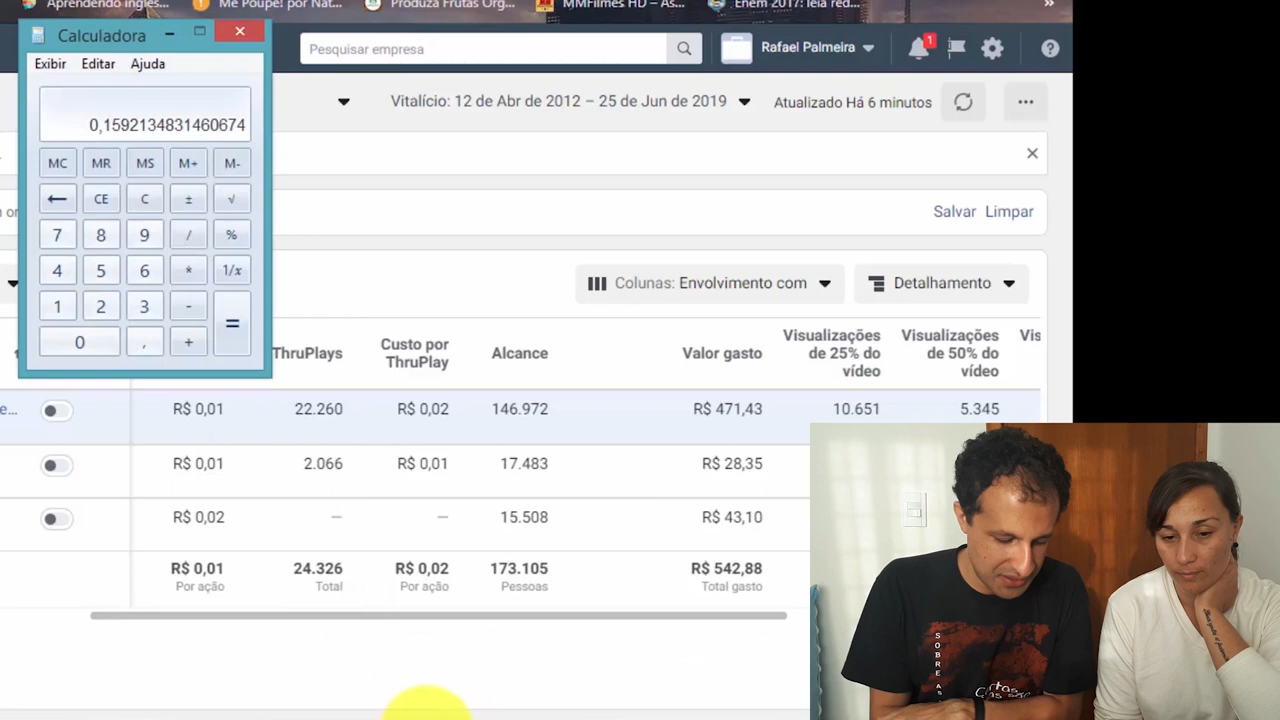 Aprendendo inglês...
Me Poupe! por Nat...
Produza Frutas Org...
MMFilmes HD – As...
Enem 2017: leia red...
»
Calculadora
Exibir Editar Ajuda
0,1592134831460674
MC MR MS M+ M-
← CE C ± √
7 8 9 / %
4 5 6 * 1/x
1 2 3 - =
0 , +
Pesquisar empresa
Rafael Palmeira
1
Vitalício: 12 de Abr de 2012 – 25 de Jun de 2019
Atualizado Há 6 minutos
Salvar Limpar
Colunas: Envolvimento com
Detalhamento
ThruPlays
Custo por
ThruPlay
Alcance
Valor gasto
Visualizações
de 25% do
vídeo
Visualizações
de 50% do
vídeo
Vis
e... R$ 0,01 22.260 R$ 0,02 146.972 R$ 471,43 10.651 5.345
R$ 0,01 2.066 R$ 0,01 17.483 R$ 28,35
R$ 0,02 — — 15.508 R$ 43,10
R$ 0,01 24.326 R$ 0,02 173.105 R$ 542,88
Por ação Total Por ação Pessoas Total gasto
SOBRE AS